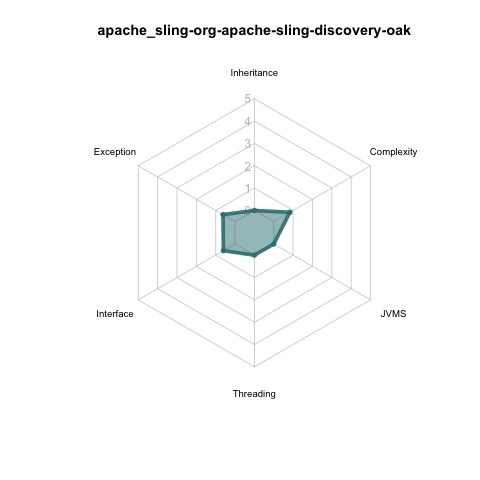 apache_sling-org-apache-sling-discovery-oak
Inheritance
5
4
3
2
1
0
Exception
Complexity
Interface
JVMS
Threading